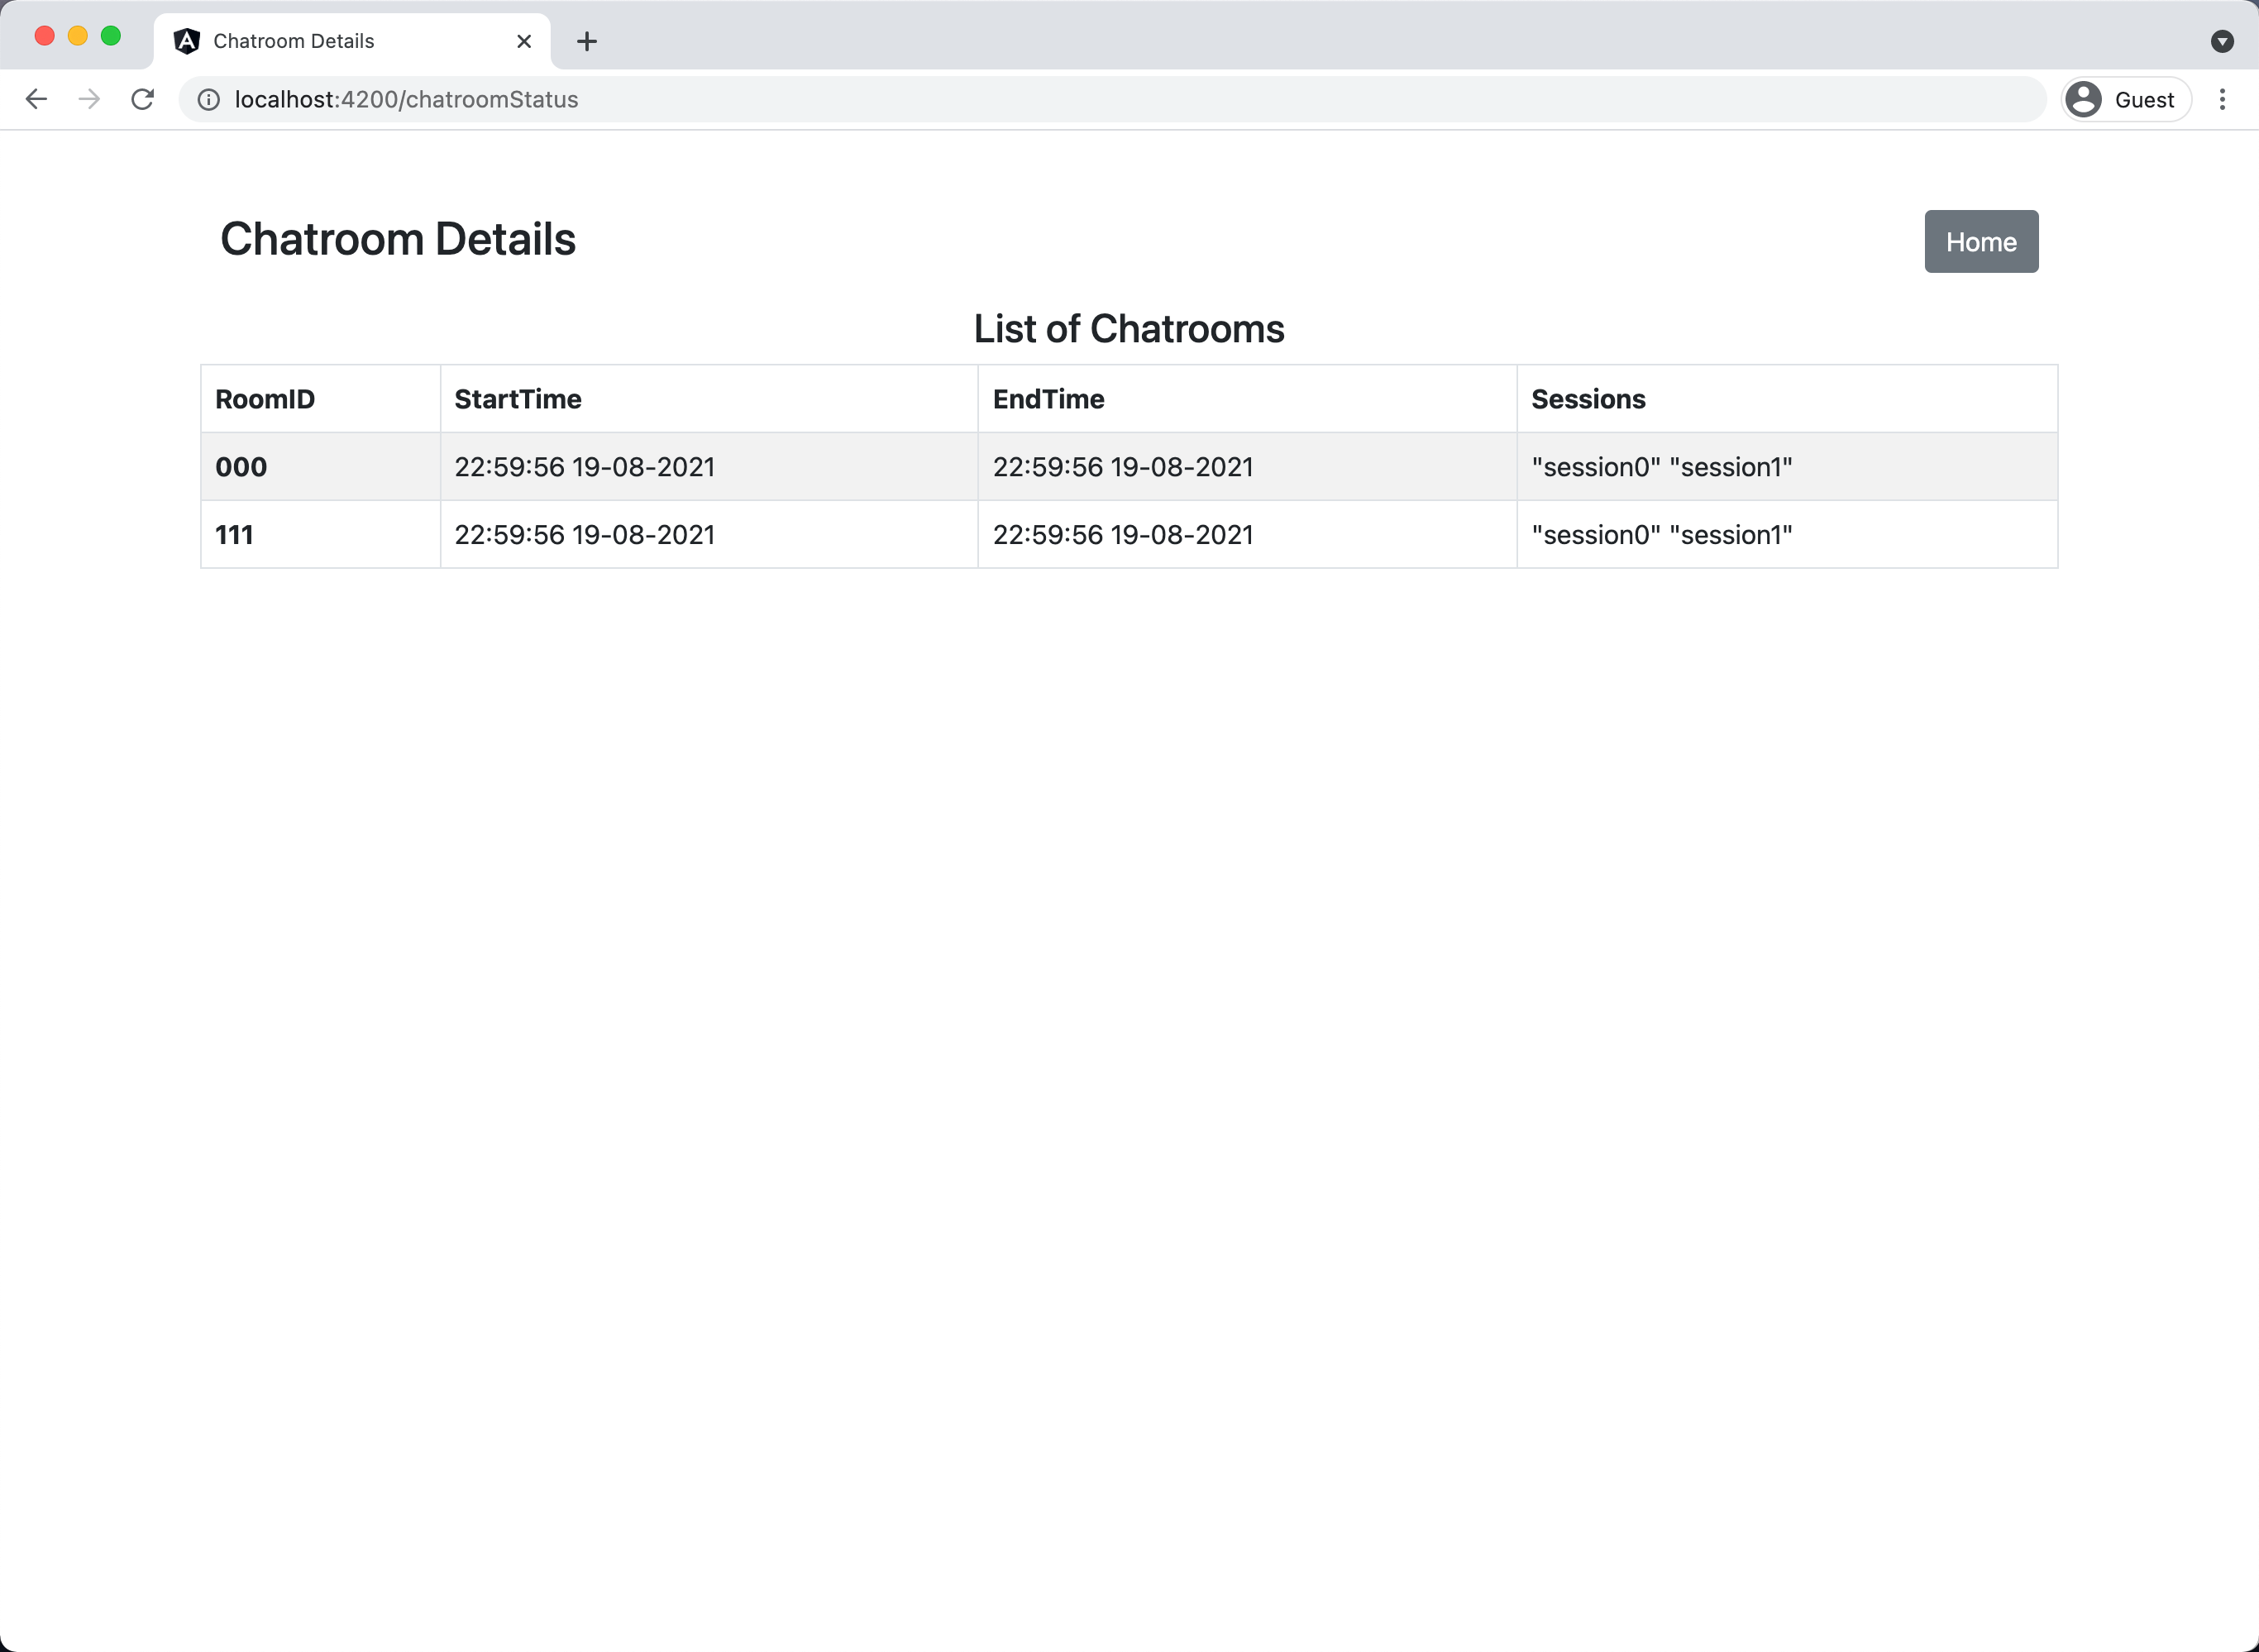 Chatroom Details
localhost:4200/chatroomStatus
Guest
Chatroom Details
Home
List of Chatrooms
RoomID StartTime EndTime Sessions
000 22:59:56 19-08-2021 22:59:56 19-08-2021 "session0" "session1"
111 22:59:56 19-08-2021 22:59:56 19-08-2021 "session0" "session1"